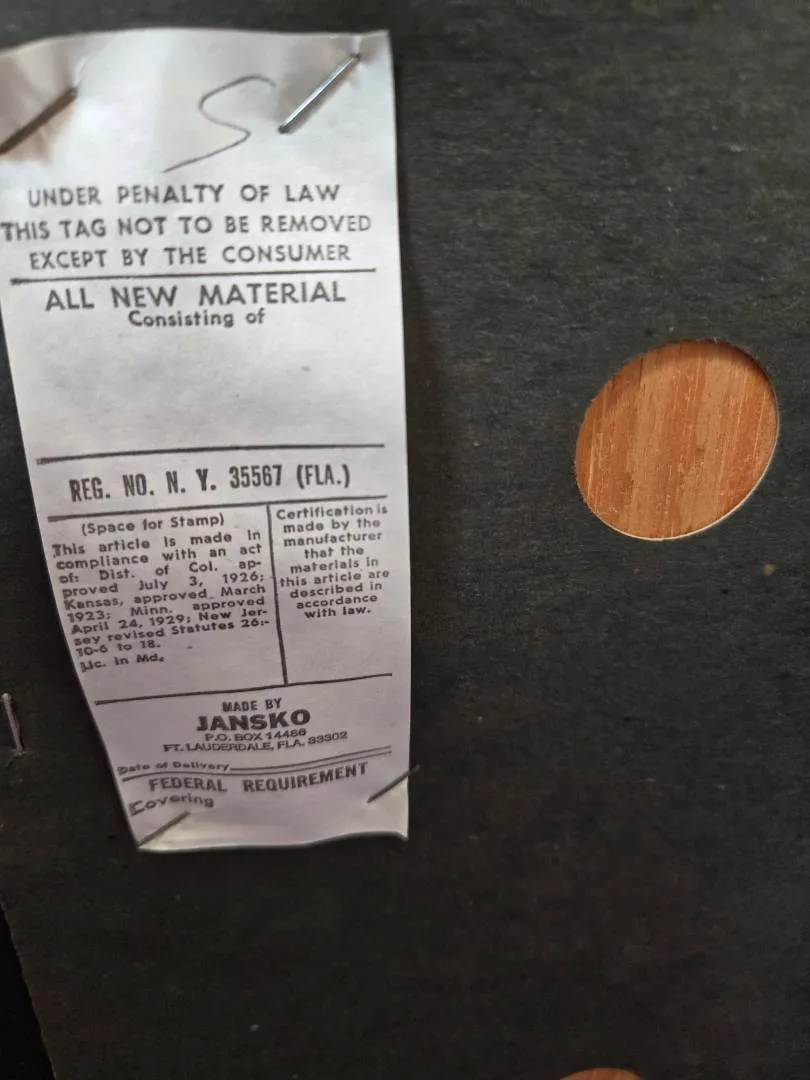 S
UNDER PENALTY OF LAW
THIS TAG NOT TO BE REMOVED
EXCEPT BY THE CONSUMER
ALL NEW MATERIAL
Consisting of
REG. NO. N. Y. 35567 (FLA.)
(Space for Stamp)
This article is made in
compliance with an act
of: Dist. of Col. ap-
proved July 3, 1926;
Kansas, approved March
1923; Minn. approved
April 24, 1929; New Jer-
sey revised Statutes 26:-
10-6 to 18.
Lic. in Md.
Certification is
made by the
manufacturer
that the
materials in
this article are
described in
accordance
with law.
MADE BY
JANSKO
P.O. BOX 14486
FT. LAUDERDALE, FLA. 33302
Date of Delivery
FEDERAL REQUIREMENT
Covering